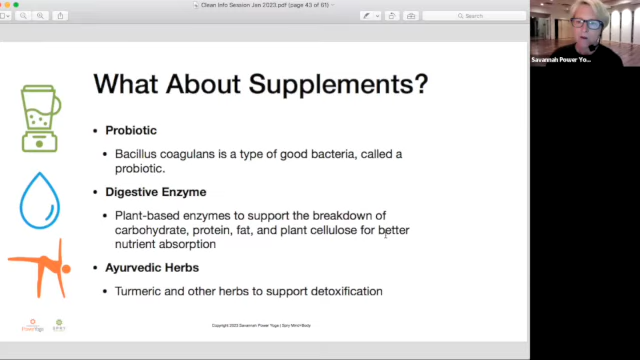 Clean Info Session Jan 2023.pdf (page 43 of 61)
Search
Savannah Power Yo...
What About Supplements?
• Probiotic
• Bacillus coagulans is a type of good bacteria, called a
probiotic.
• Digestive Enzyme
• Plant-based enzymes to support the breakdown of
carbohydrate, protein, fat, and plant cellulose for better
nutrient absorption
• Ayurvedic Herbs
• Turmeric and other herbs to support detoxification
PowerYoga
Copyright 2023 Savannah Power Yoga | Spry Mind+Body